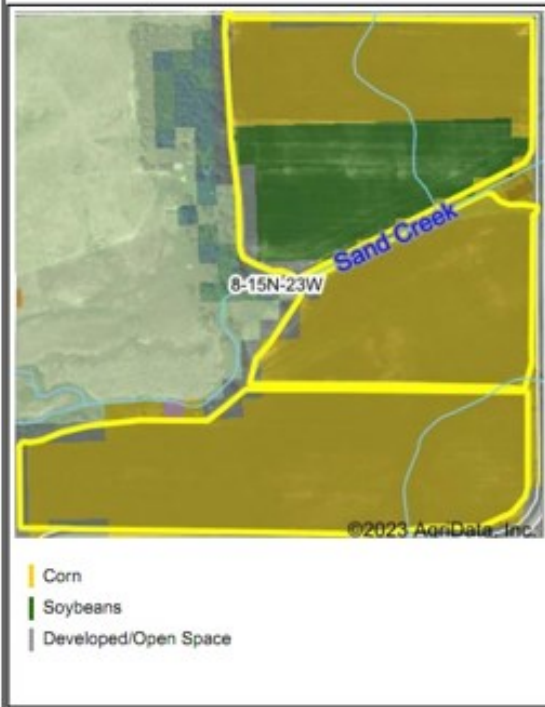 Sand Creek
8-15N-23W
©2023 AgriData, Inc.
Corn
Soybeans
Developed/Open Space